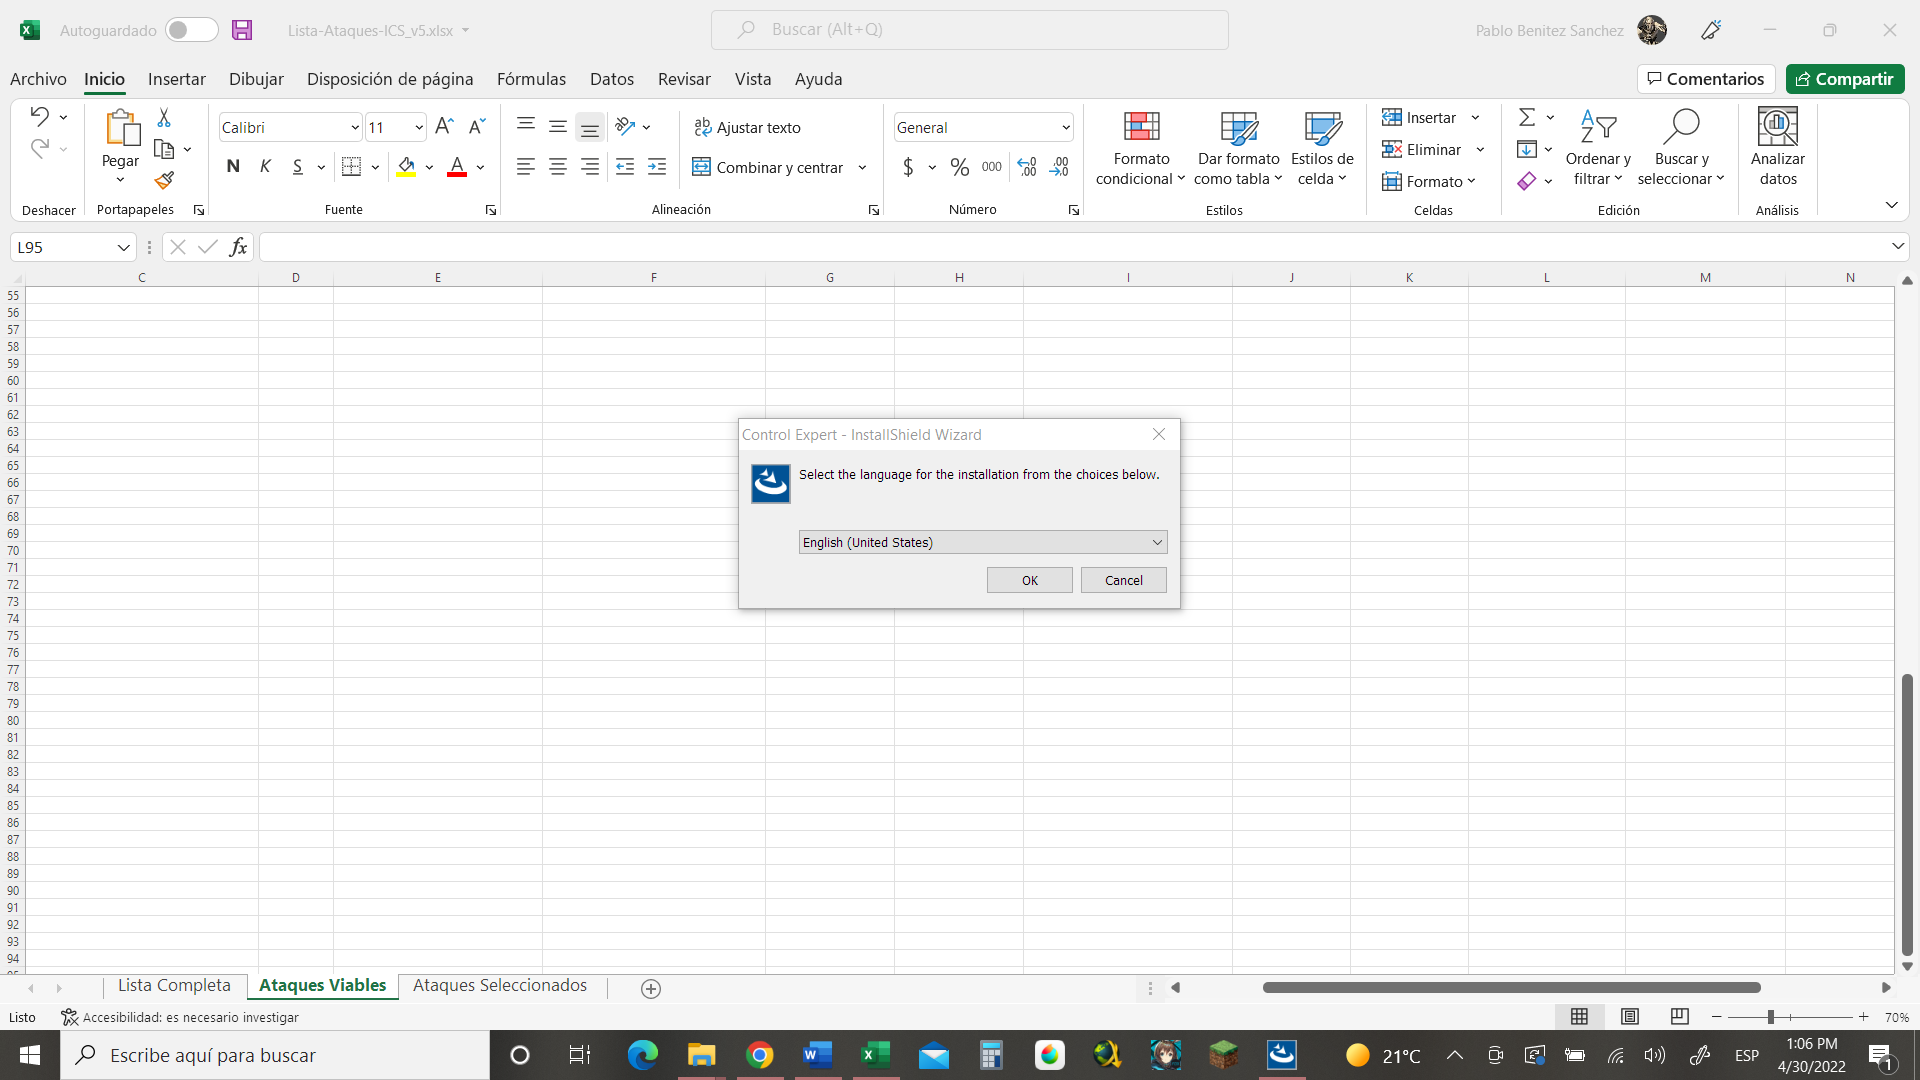 Autoguardado
Lista-Ataques-ICS_v5.xlsx
Buscar (Alt+Q)
Pablo Benitez Sanchez
Archivo Inicio Insertar Dibujar Disposición de página Fórmulas Datos Revisar Vista Ayuda
Comentarios Compartir
Pegar
Calibri 11
N K S A
Ajustar texto
Combinar y centrar
General
$ % 000
Formato condicional
Dar formato como tabla
Estilos de celda
Insertar
Eliminar
Formato
Ordenar y filtrar
Buscar y seleccionar
Analizar datos
Deshacer Portapapeles Fuente Alineación Número Estilos Celdas Edición Análisis
L95 fx
C D E F G H I J K L M N
55
56
57
58
59
60
61
62
63
64
65
66
67
68
69
70
71
72
73
74
75
76
77
78
79
80
81
82
83
84
85
86
87
88
89
90
91
92
93
94
95
Control Expert - InstallShield Wizard
Select the language for the installation from the choices below.
English (United States)
OK Cancel
Lista Completa Ataques Viables Ataques Seleccionados
Listo Accesibilidad: es necesario investigar 70%
Escribe aquí para buscar
21°C
ESP
1:06 PM
4/30/2022
1